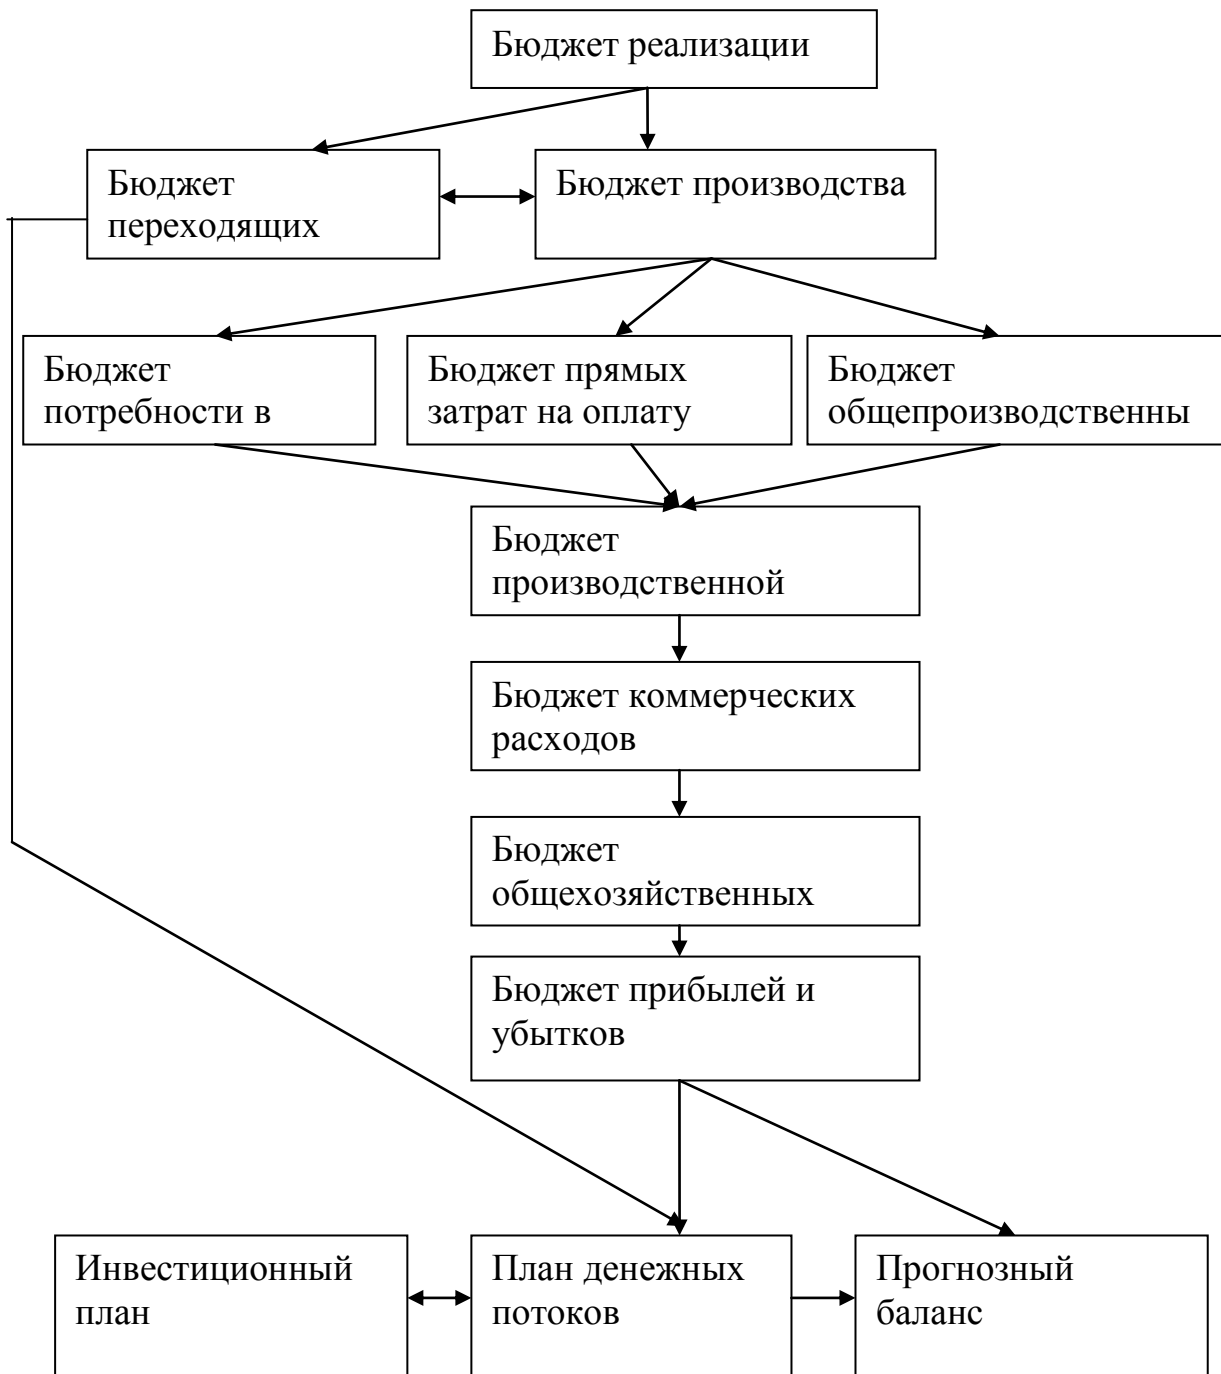 Бюджет реализации
Бюджет
переходящих
Бюджет производства
Бюджет
потребности в
Бюджет прямых
затрат на оплату
Бюджет
общепроизводственны
Бюджет
производственной
Бюджет коммерческих
расходов
Бюджет
общехозяйственных
Бюджет прибылей и
убытков
Инвестиционный
план
План денежных
потоков
Прогнозный
баланс